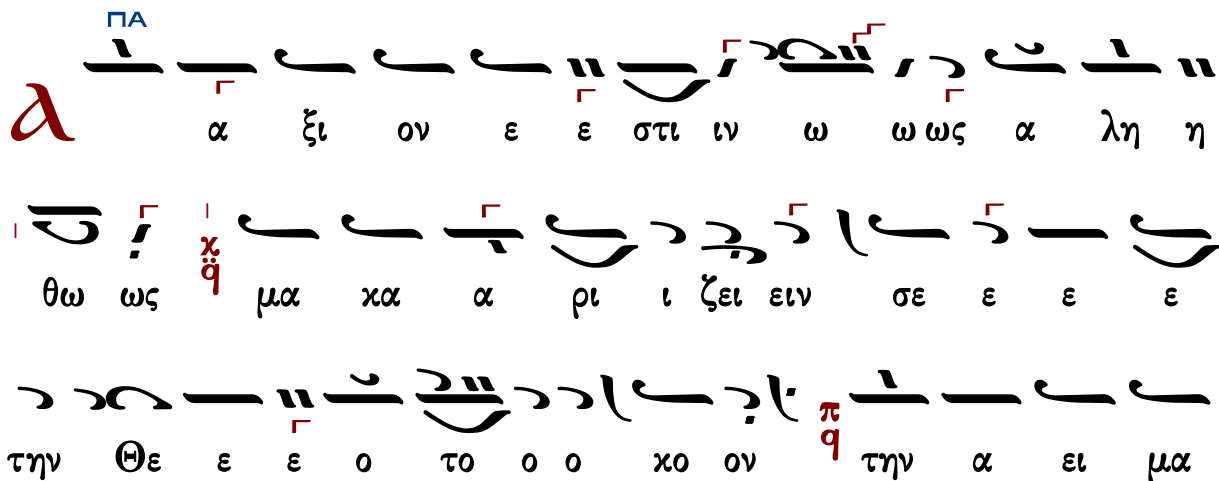 ΠΑ
α α ξι ον ε ε στι ιν ω ω ως α λη η
θω ως χ q μα κα α ρι ι ζει ειν σε ε ε ε
την Θε ε ε ο το ο ο κο ον π q την α ει μα